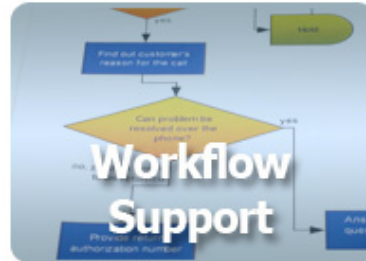 yes
Find out customer's
reason for the call
Can problem be
resolved over the
phone?
yes
no,
Workflow
Support
Provide
authorization number